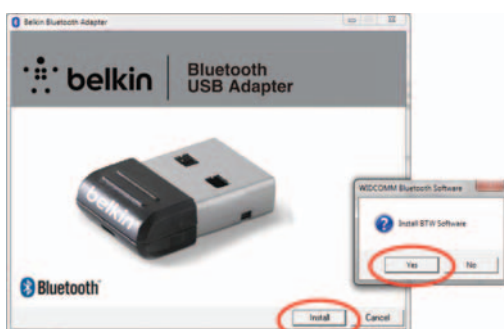 Belkin Bluetooth Adapter
belkin
Bluetooth
USB Adapter
belkin
WIDCOMM Bluetooth Software
Install BTW Software
Yes
No
Bluetooth
Install
Cancel